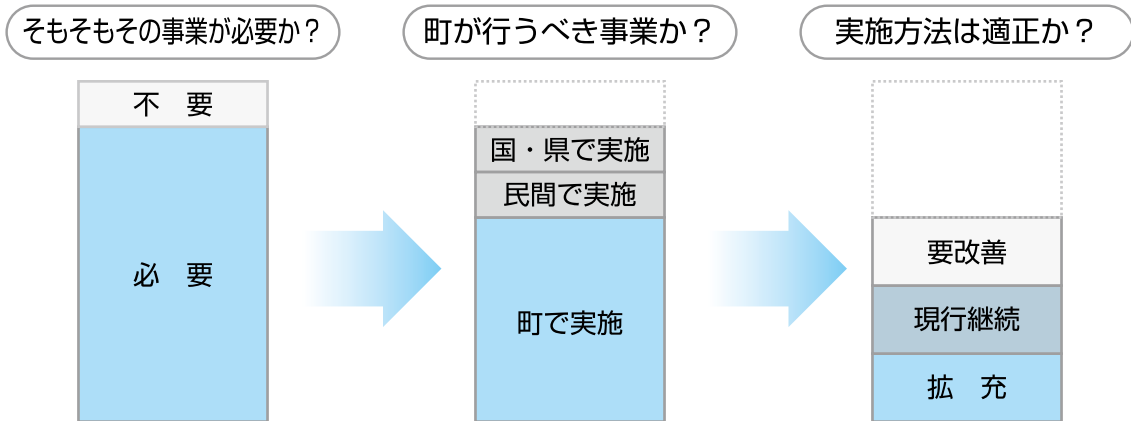 そもそもその事業が必要か？
町が行うべき事業か？
実施方法は適正か？
不　要
必　要
国・県で実施
民間で実施
町で実施
要改善
現行継続
拡　充